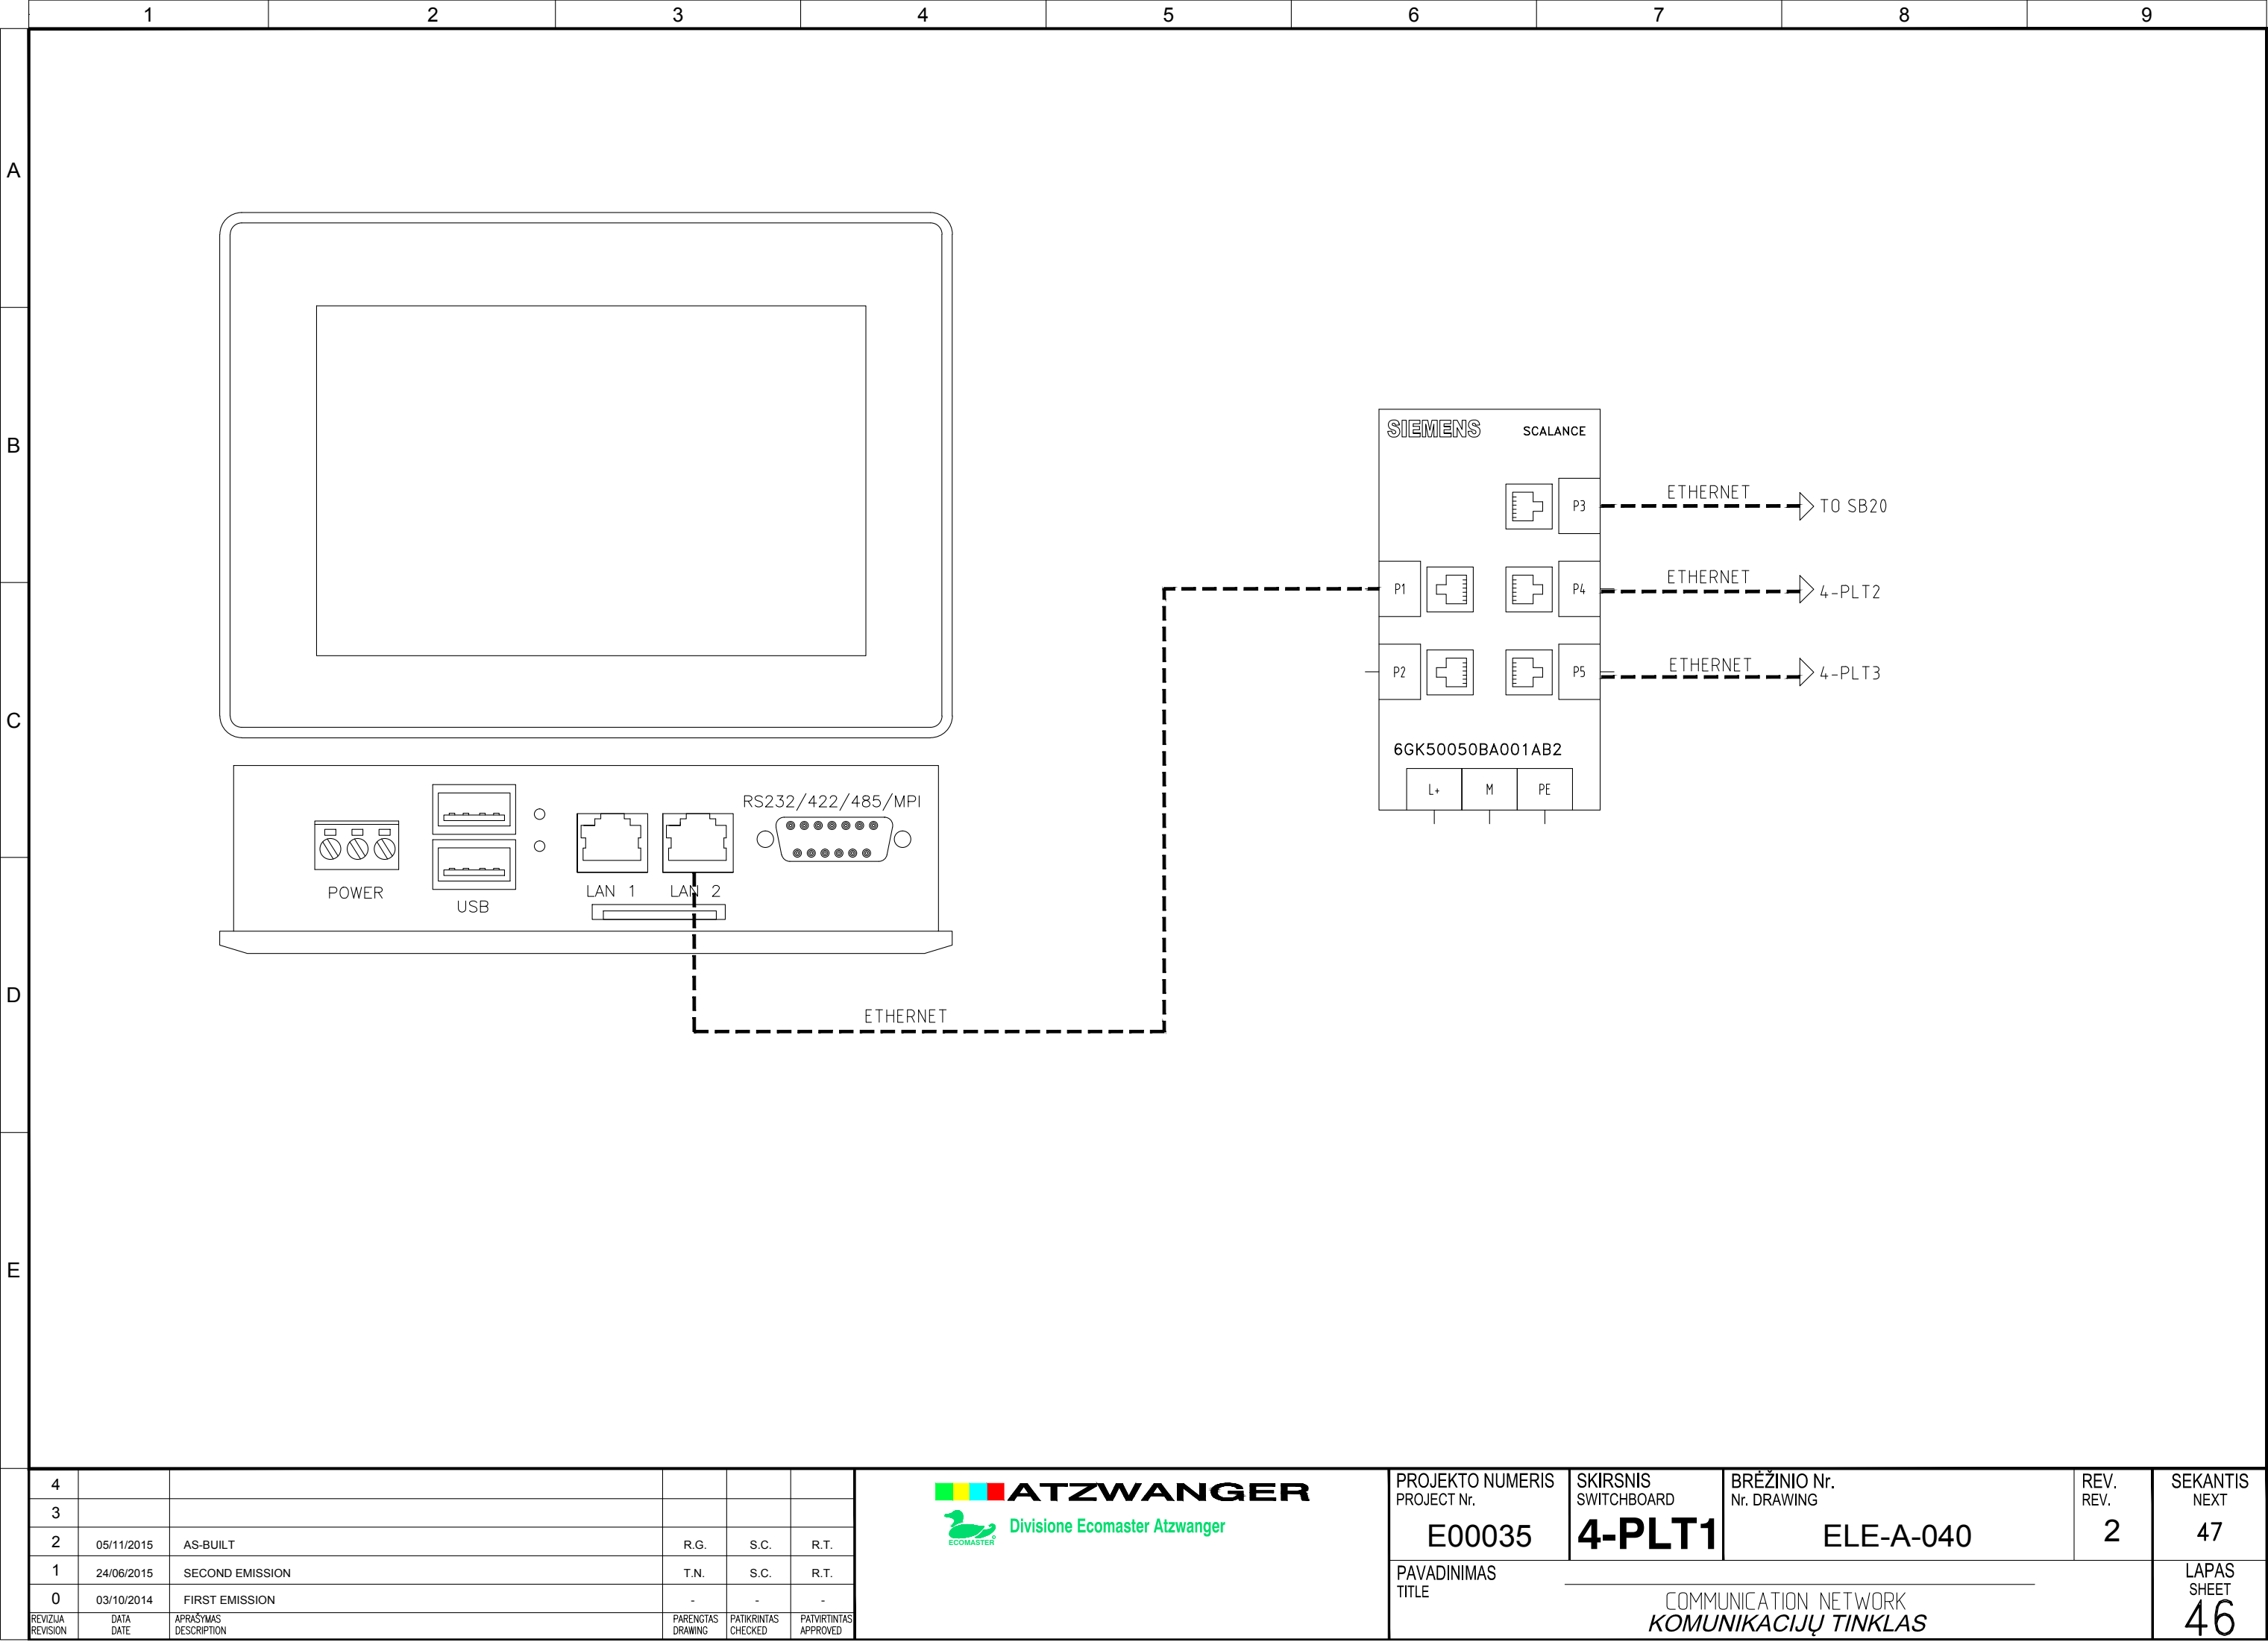 1 2 3 4 5 6 7 8 9
A
B
C
D
E
SIEMENS SCALANCE
P3 ETHERNET TO SB20
P1 P4 ETHERNET 4-PLT2
P2 P5 ETHERNET 4-PLT3
6GK50050BA001AB2
L+ M PE
RS232/422/485/MPI
POWER
USB
LAN 1
LAN 2
ETHERNET
4
3
2 05/11/2015 AS-BUILT R.G. S.C. R.T.
1 24/06/2015 SECOND EMISSION T.N. S.C. R.T.
0 03/10/2014 FIRST EMISSION - - -
REVIZIJA DATA APRAŠYMAS PARENGTAS PATIKRINTAS PATVIRTINTAS
REVISION DATE DESCRIPTION DRAWING CHECKED APPROVED
ATZWANGER
Divisione Ecomaster Atzwanger
ECOMASTER
PROJEKTO NUMERIS
PROJECT Nr.
E00035
SKIRSNIS
SWITCHBOARD
4-PLT1
BRĖŽINIO Nr.
Nr. DRAWING
ELE-A-040
REV.
REV.
2
SEKANTIS
NEXT
47
PAVADINIMAS
TITLE
COMMUNICATION NETWORK
KOMUNIKACIJŲ TINKLAS
LAPAS
SHEET
46